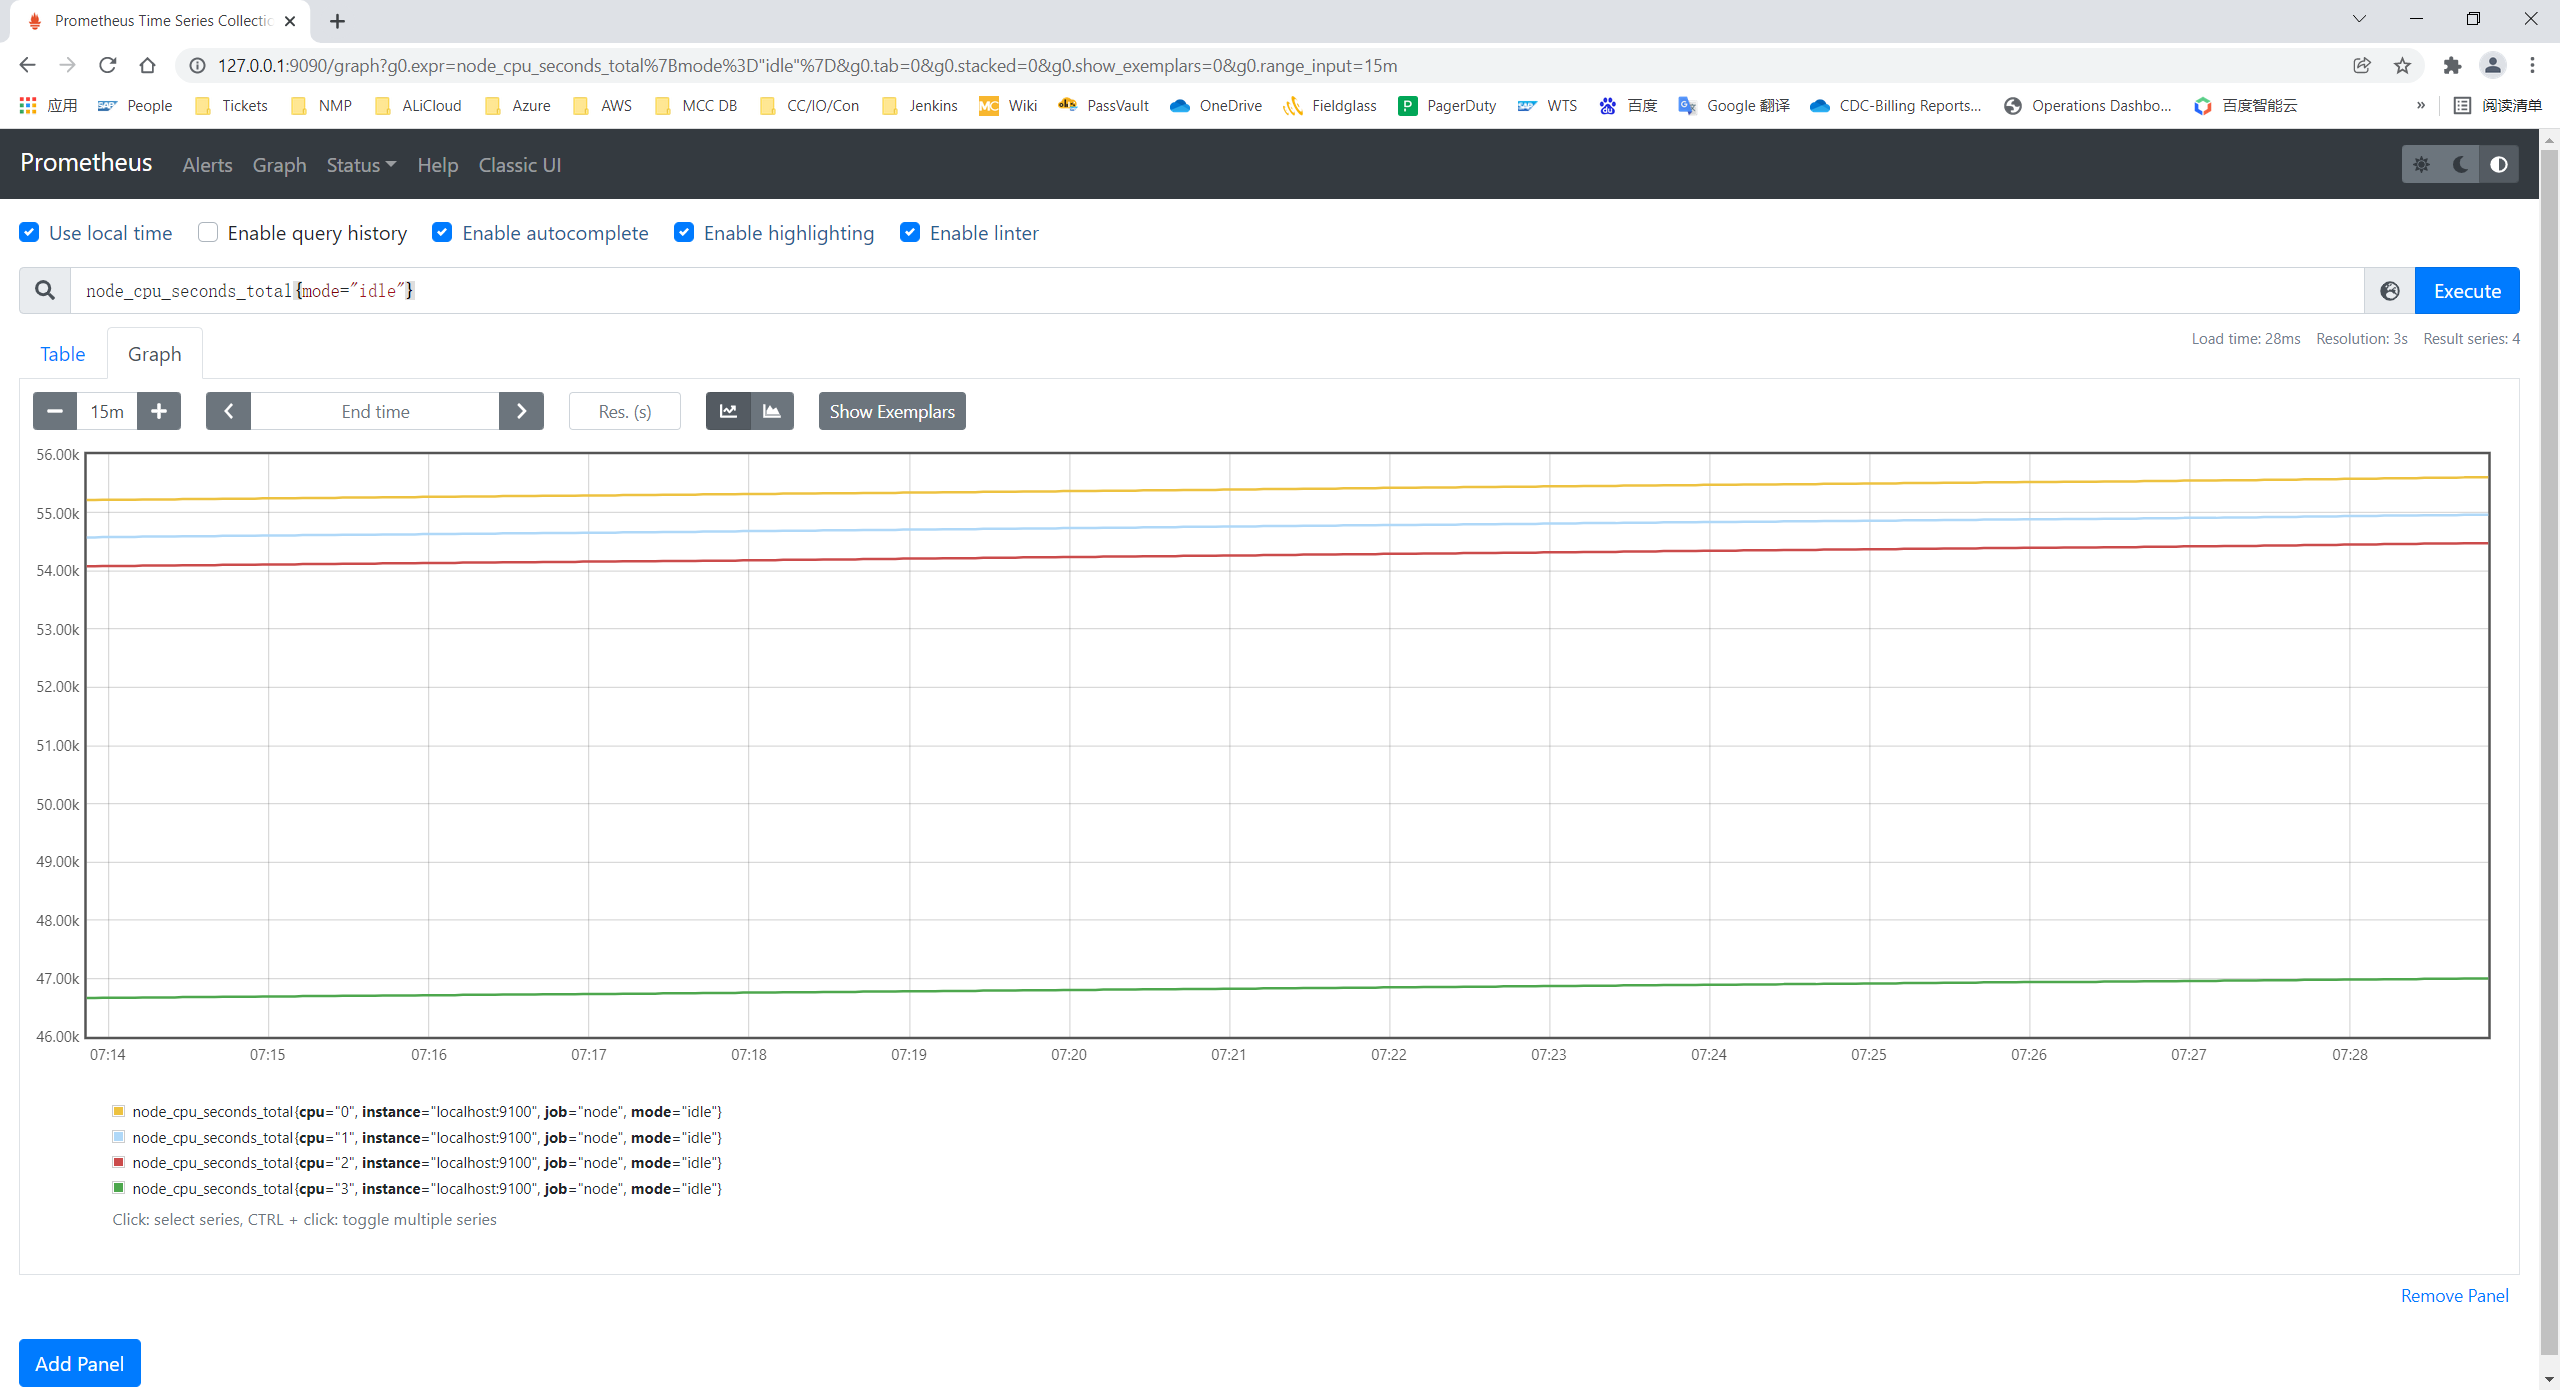 Prometheus Time Series Collectic
127.0.0.1:9090/graph?g0.expr=node_cpu_seconds_total%7Bmode%3D"idle"%7D&g0.tab=0&g0.stacked=0&g0.show_exemplars=0&g0.range_input=15m
应用 SAP People Tickets NMP ALiCloud Azure AWS MCC DB CC/IO/Con Jenkins MC Wiki PassVault OneDrive Fieldglass P PagerDuty SAP WTS 百度 Google 翻译 CDC-Billing Reports... Operations Dashbo... 百度智能云 » 阅读清单
Prometheus Alerts Graph Status Help Classic UI
Use local time Enable query history Enable autocomplete Enable highlighting Enable linter
node_cpu_seconds_total{mode="idle"} Execute
Table Graph Load time: 28ms Resolution: 3s Result series: 4
15m End time Res. (s) Show Exemplars
56.00k
55.00k
54.00k
53.00k
52.00k
51.00k
50.00k
49.00k
48.00k
47.00k
46.00k
07:14 07:15 07:16 07:17 07:18 07:19 07:20 07:21 07:22 07:23 07:24 07:25 07:26 07:27 07:28
node_cpu_seconds_total{cpu="0", instance="localhost:9100", job="node", mode="idle"}
node_cpu_seconds_total{cpu="1", instance="localhost:9100", job="node", mode="idle"}
node_cpu_seconds_total{cpu="2", instance="localhost:9100", job="node", mode="idle"}
node_cpu_seconds_total{cpu="3", instance="localhost:9100", job="node", mode="idle"}
Click: select series, CTRL + click: toggle multiple series
Remove Panel
Add Panel